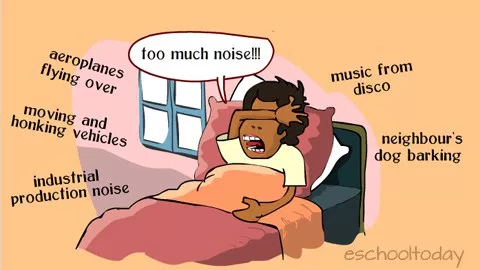 aeroplanes
flying over
too much noise!!!
music from
disco
moving and
honking vehicles
neighbour's
dog barking
industrial
production noise
eschooltoday